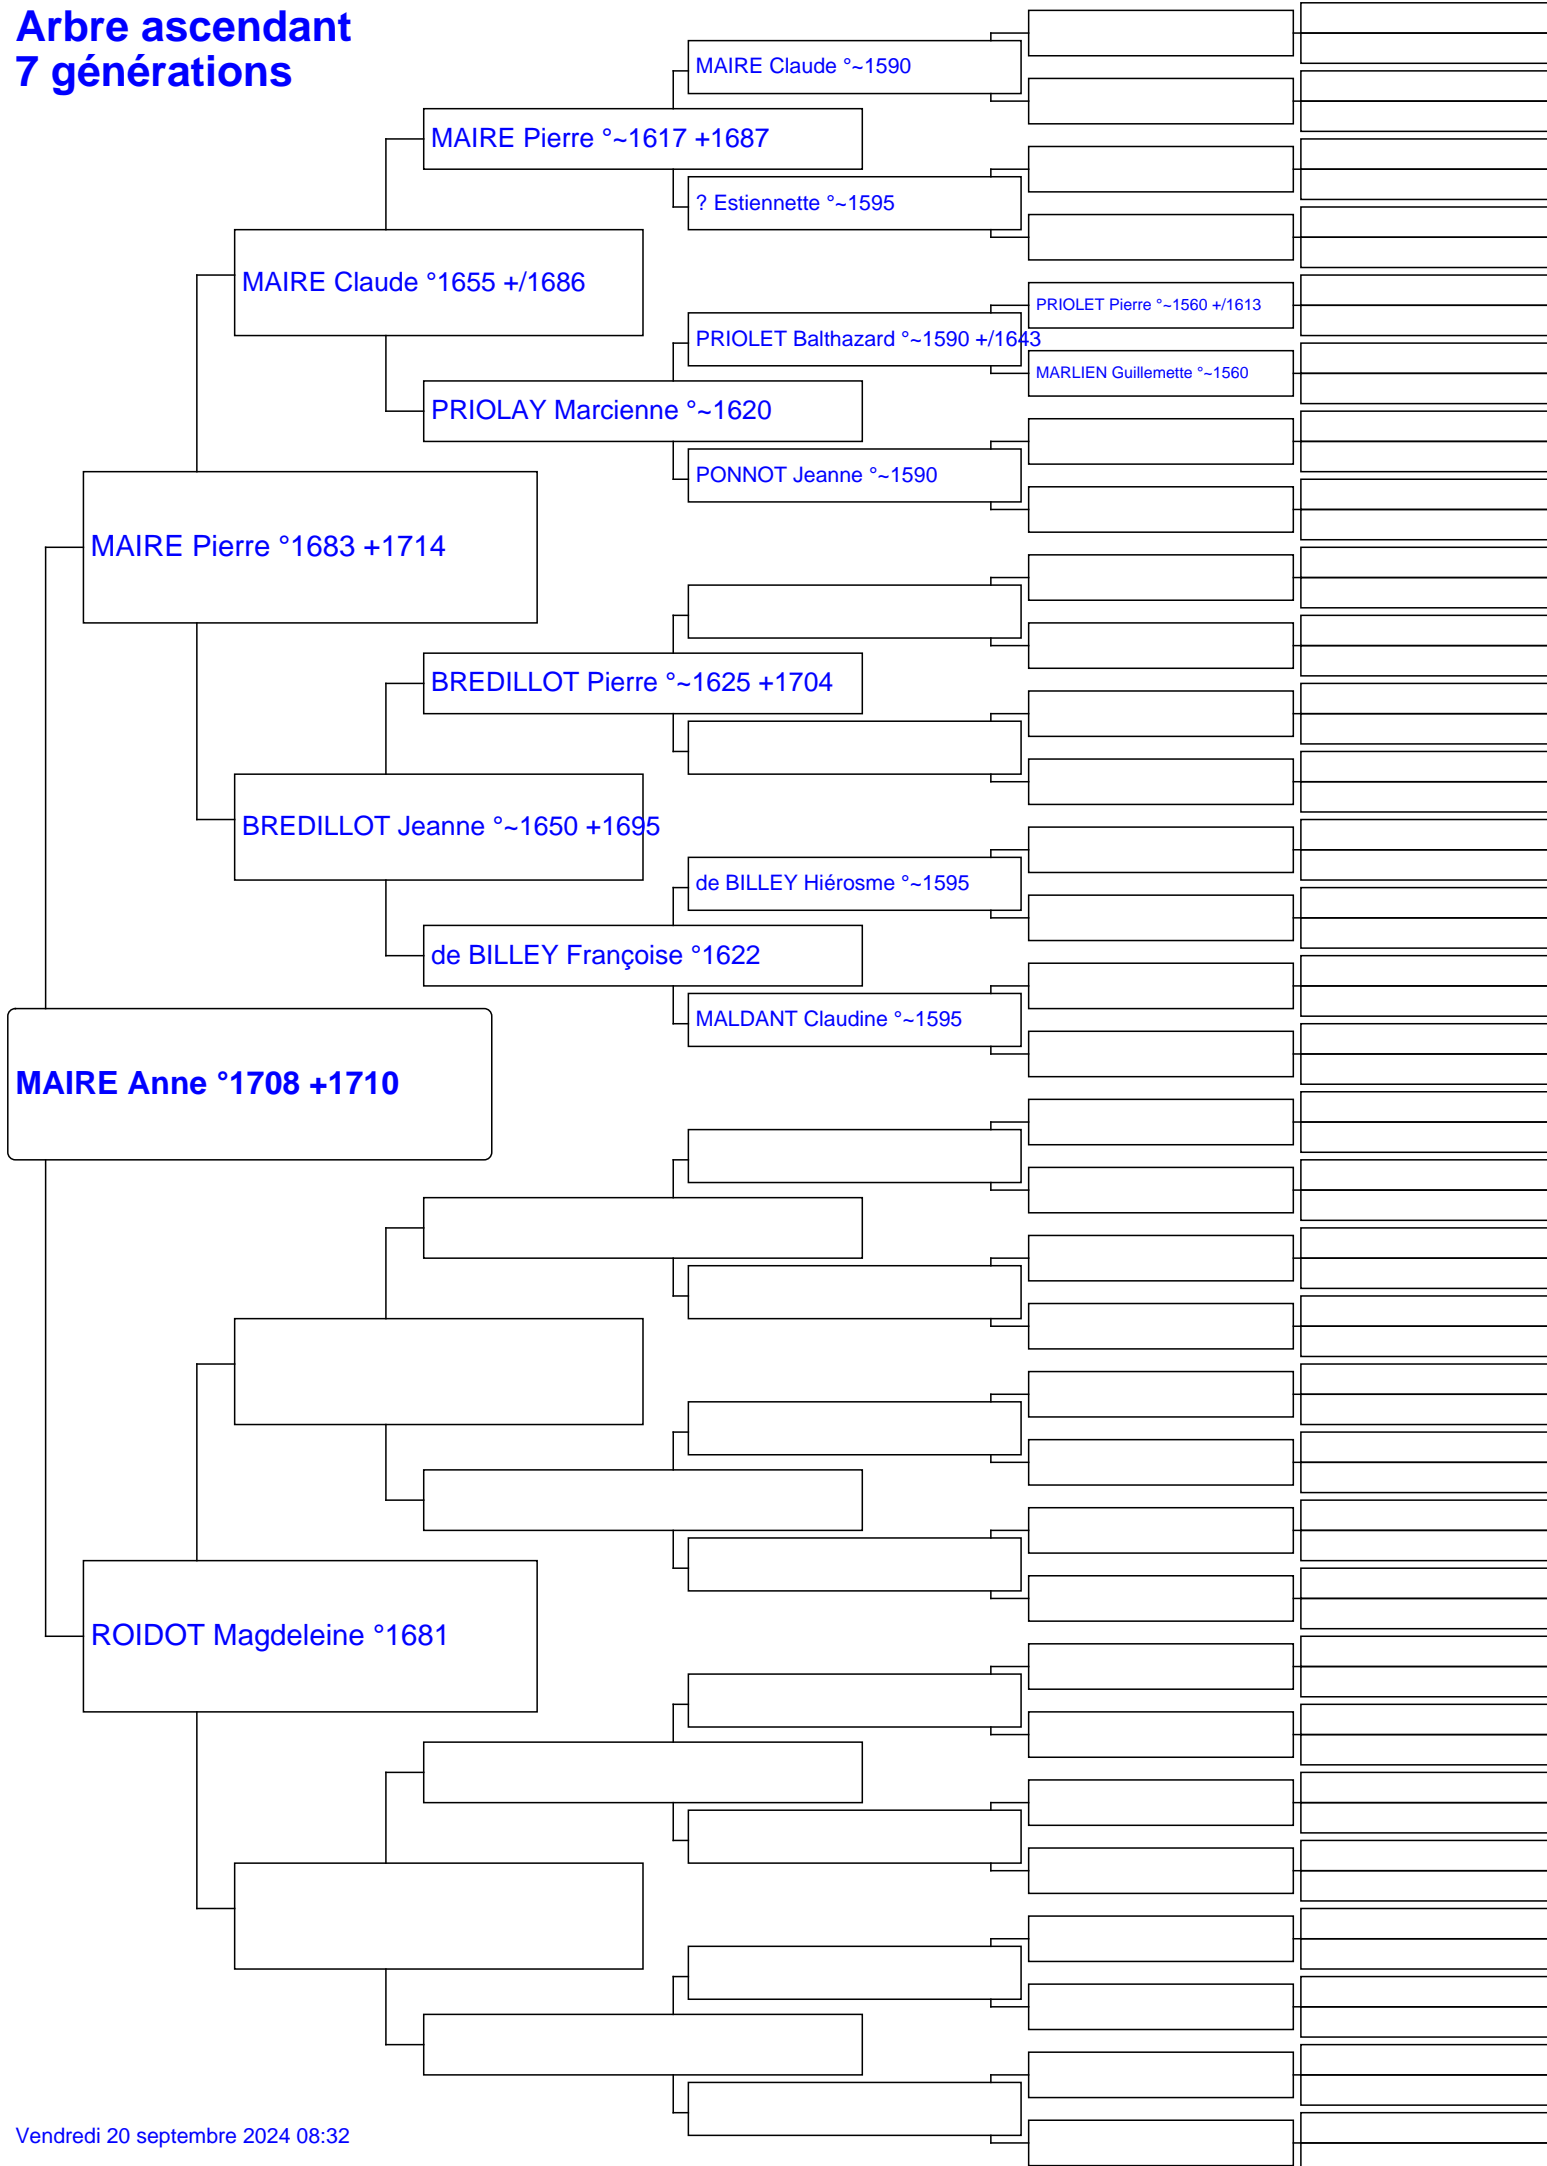 Arbre ascendant
7 générations
MAIRE Claude °~1590
MAIRE Pierre °~1617 +1687
? Estiennette °~1595
MAIRE Claude °1655 +/1686
PRIOLET Pierre °~1560 +/1613
PRIOLET Balthazard °~1590 +/1643
MARLIEN Guillemette °~1560
PRIOLAY Marcienne °~1620
PONNOT Jeanne °~1590
MAIRE Pierre °1683 +1714
BREDILLOT Pierre °~1625 +1704
BREDILLOT Jeanne °~1650 +1695
de BILLEY Hiérosme °~1595
de BILLEY Françoise °1622
MALDANT Claudine °~1595
MAIRE Anne °1708 +1710
ROIDOT Magdeleine °1681
Vendredi 20 septembre 2024 08:32